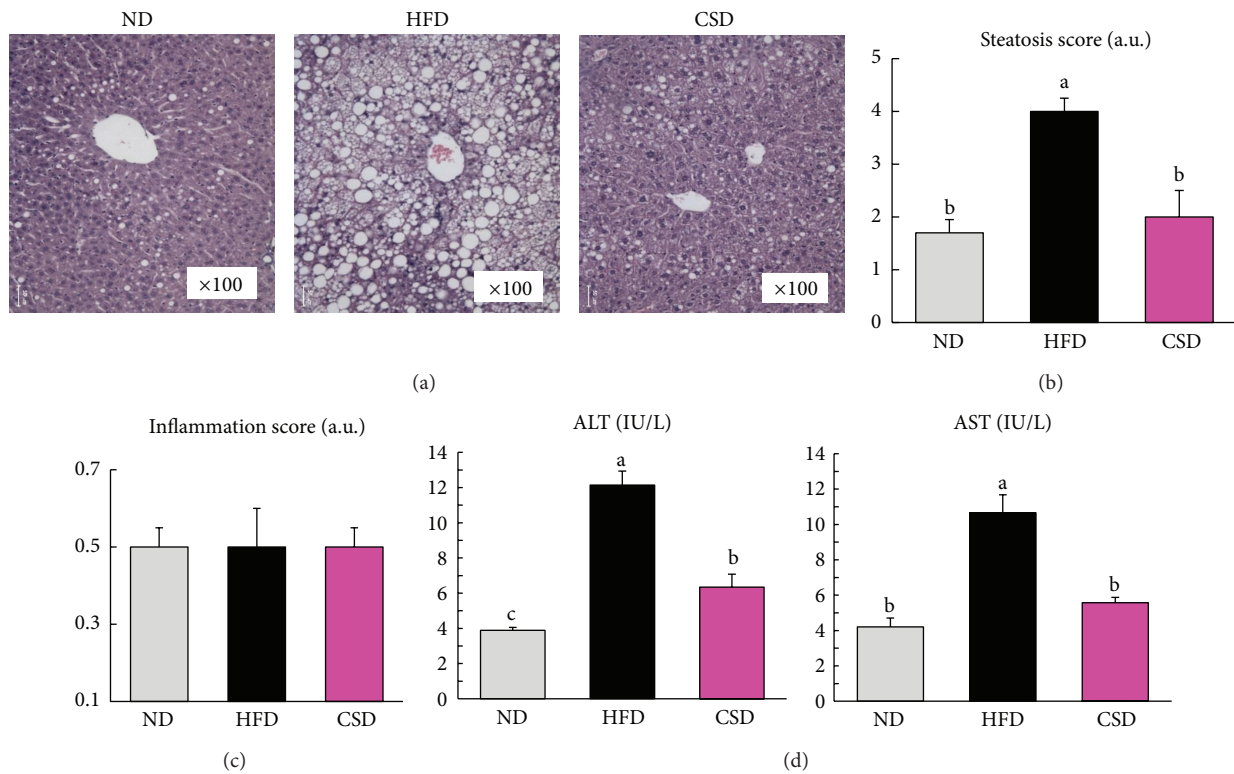 ND HFD CSD
×100 ×100 ×100
(a)
Steatosis score (a.u.)
5
4
3
2
1
0
b a b
ND HFD CSD
(b)
Inflammation score (a.u.)
0.7
0.5
0.3
0.1
ND HFD CSD
(c)
ALT (IU/L)
14
12
10
8
6
4
2
0
c a b
ND HFD CSD
AST (IU/L)
14
12
10
8
6
4
2
0
b a b
ND HFD CSD
(d)